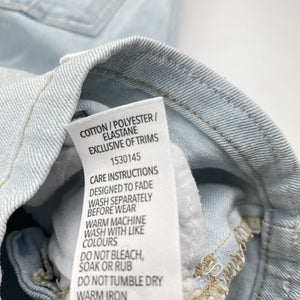 COTTON / POLYESTER /
ELASTANE
EXCLUSIVE OF TRIMS
1530145
CARE INSTRUCTIONS
DESIGNED TO FADE
WASH SEPARATELY
BEFORE WEAR
WARM MACHINE
WASH WITH LIKE
COLOURS
DO NOT BLEACH,
SOAK OR RUB
DO NOT TUMBLE DRY
WARM IRON